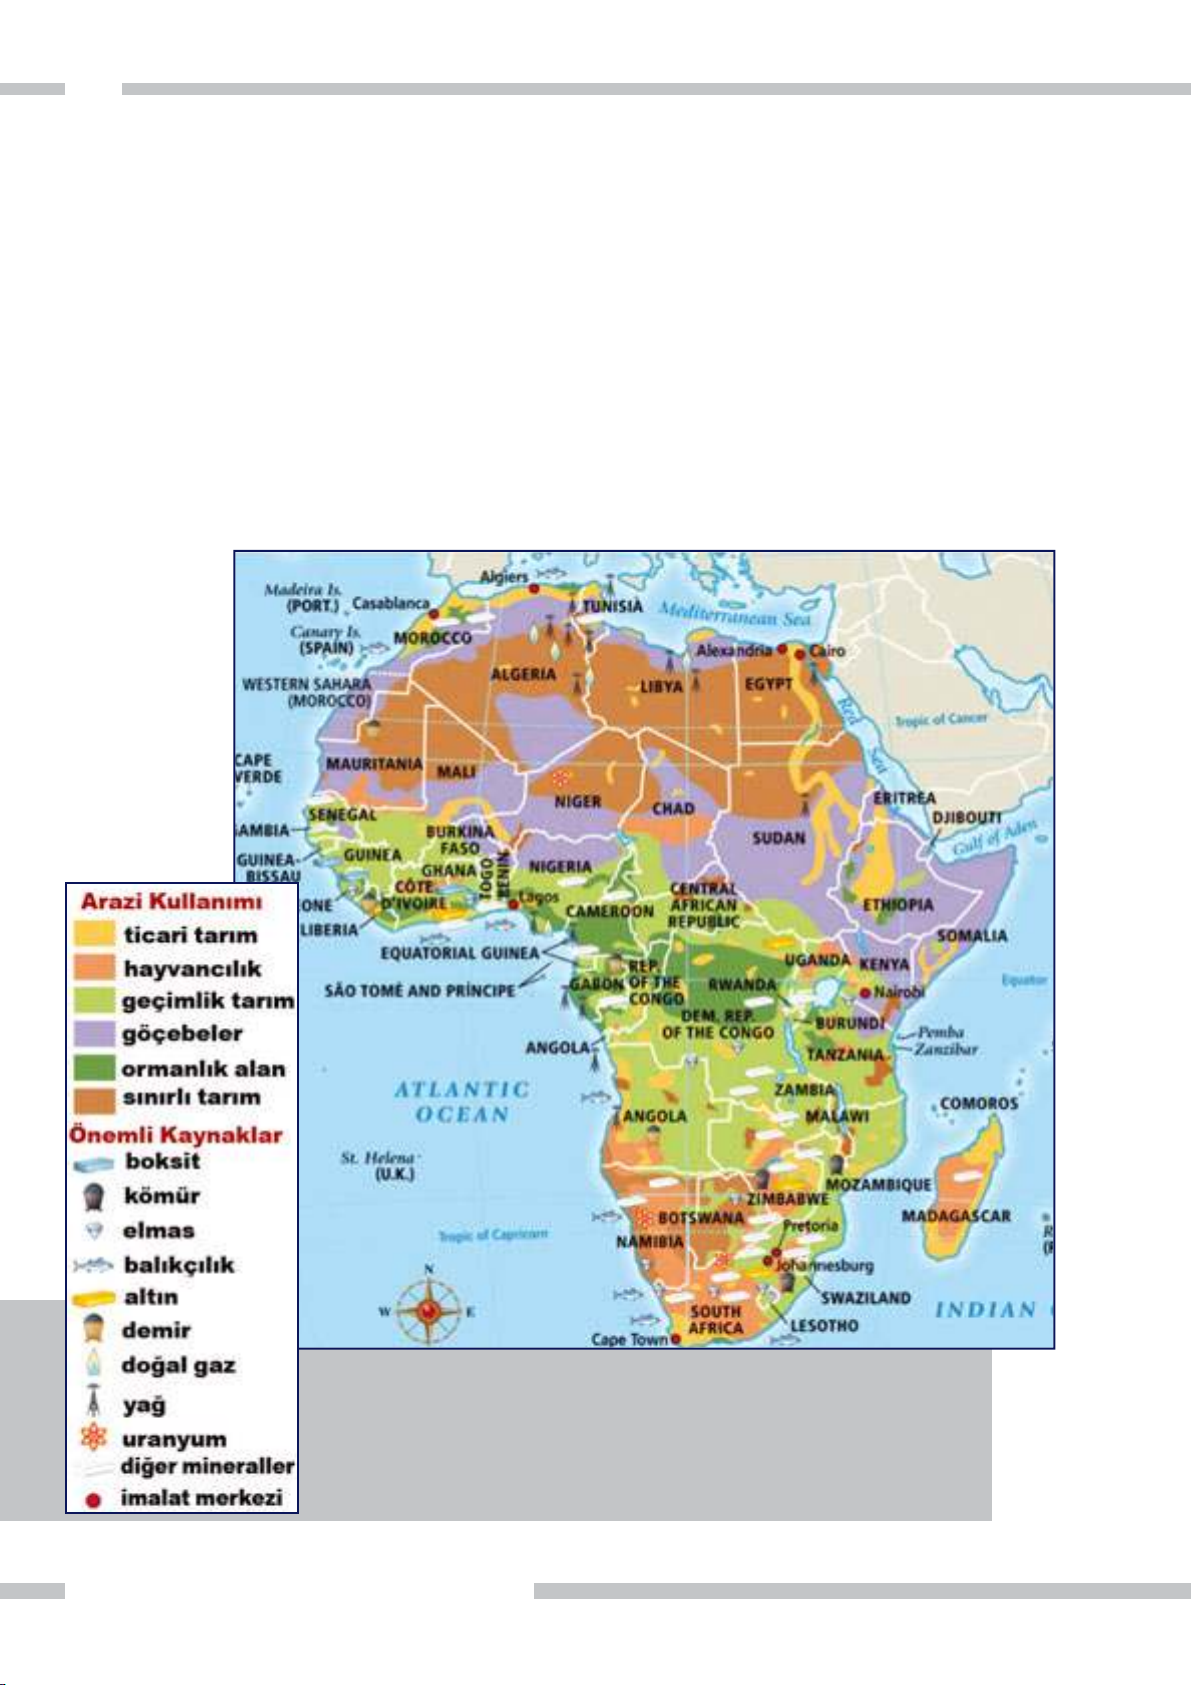 Algiers
Madeira Is.
(PORT.)
Casablanca
TUNISIA
Mediterranean Sea
Canary Is.
(SPAIN)
MOROCCO
Alexandria
Cairo
ALGERIA
LIBYA
EGYPT
WESTERN SAHARA
(MOROCCO)
Red
Sea
Tropic of Cancer
CAPE
VERDE
MAURITANIA
MALI
NIGER
CHAD
ERITREA
SENEGAL
DJIBOUTI
GAMBIA
BURKINA
FASO
SUDAN
Gulf of Aden
GUINEA-
BISSAU
GUINEA
GHANA
TOGO
BENIN
NIGERIA
CÔTE
D'IVOIRE
Lagos
CENTRAL
AFRICAN
REPUBLIC
ETHIOPIA
ONE
CAMEROON
LIBERIA
SOMALIA
EQUATORIAL GUINEA
UGANDA
KENYA
REP.
OF THE
CONGO
GABON
RWANDA
Equator
SÃO TOMÉ AND PRÍNCIPE
Nairobi
DEM. REP.
OF THE CONGO
BURUNDI
Pemba
Zanzibar
ANGOLA
TANZANIA
ATLANTIC
OCEAN
ZAMBIA
COMOROS
ANGOLA
MALAWI
St. Helena
(U.K.)
MOZAMBIQUE
ZIMBABWE
MADAGASCAR
BOTSWANA
Pretoria
Tropic of Capricorn
NAMIBIA
Johannesburg
N
W
E
SWAZILAND
INDIAN
SOUTH
AFRICA
LESOTHO
Cape Town
Arazi Kullanımı
ticari tarım
hayvancılık
geçimlik tarım
göçebeler
ormanlık alan
sınırlı tarım
Önemli Kaynaklar
boksit
kömür
elmas
balıkçılık
altın
demir
doğal gaz
yağ
uranyum
diğer mineraller
imalat merkezi